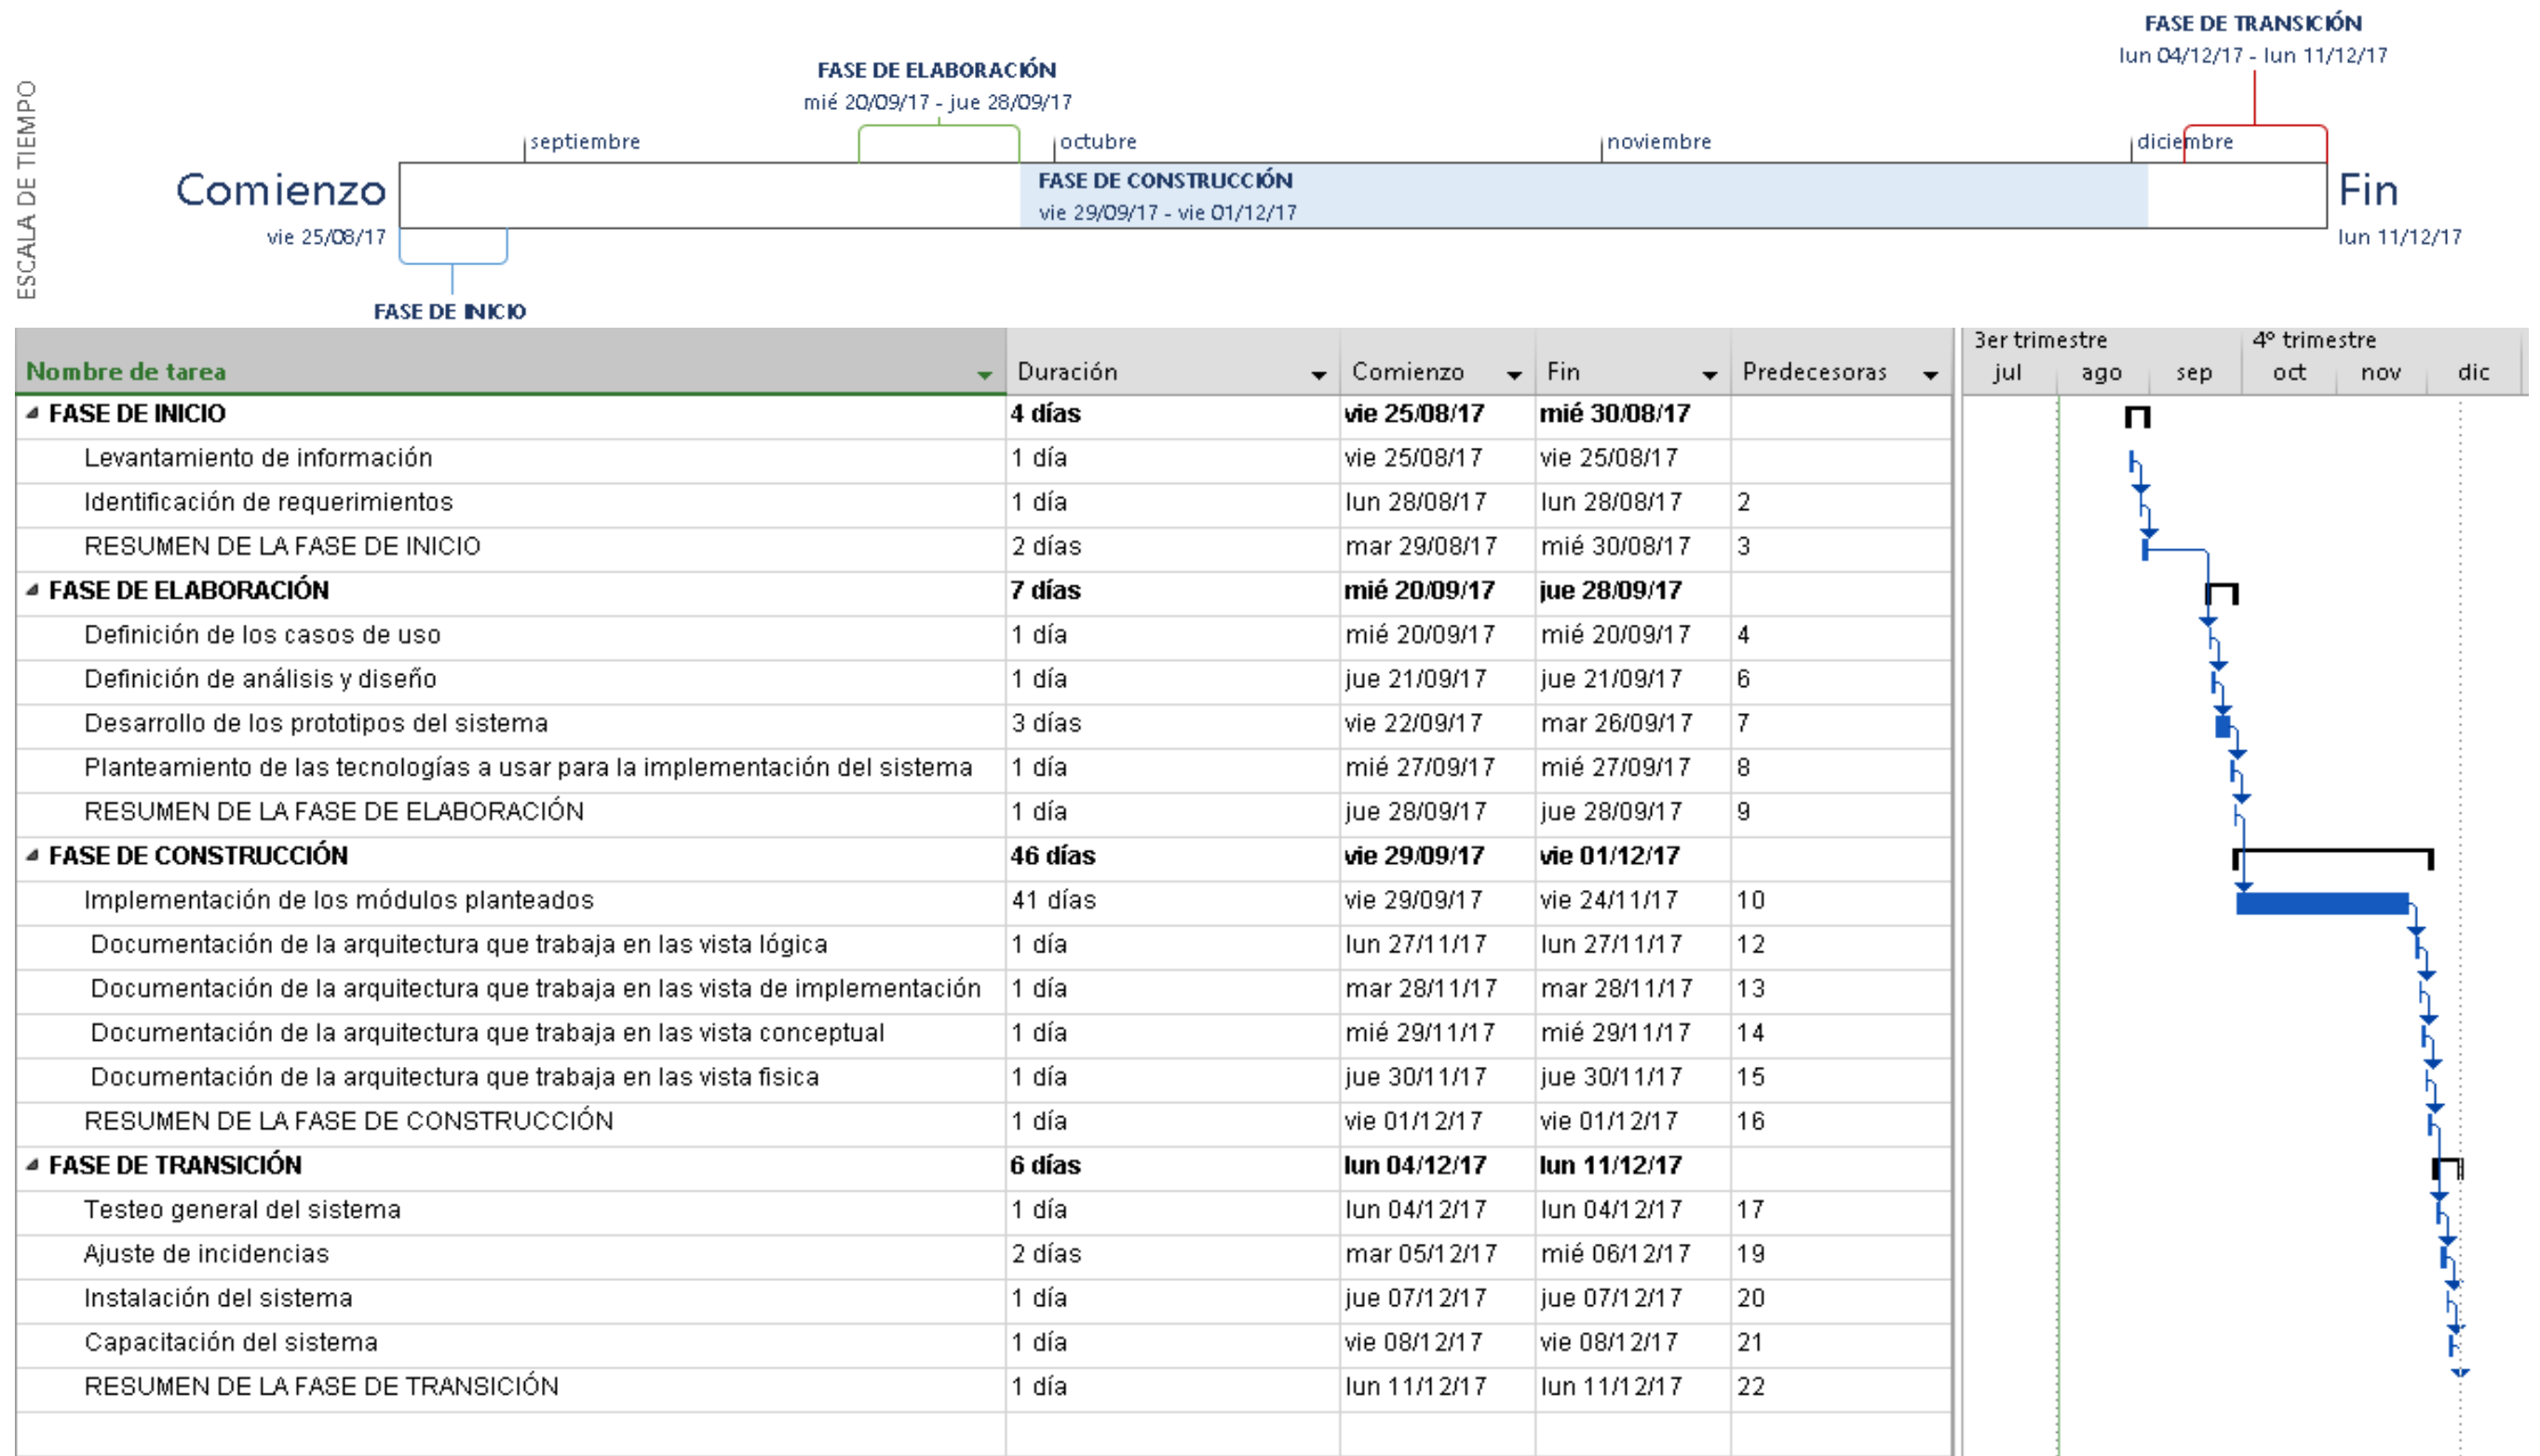 FASE DE TRANSICIÓN
lun 04/12/17 - lun 11/12/17
FASE DE ELABORACIÓN
mié 20/09/17 - jue 28/09/17
ESCALA DE TIEMPO
septiembre octubre noviembre diciembre
Comienzo
vie 25/08/17
FASE DE CONSTRUCCIÓN
vie 29/09/17 - vie 01/12/17
Fin
lun 11/12/17
FASE DE INICIO
3er trimestre 4º trimestre
Nombre de tarea Duración Comienzo Fin Predecesoras jul ago sep oct nov dic
FASE DE INICIO 4 días vie 25/08/17 mié 30/08/17
Levantamiento de información 1 día vie 25/08/17 vie 25/08/17
Identificación de requerimientos 1 día lun 28/08/17 lun 28/08/17 2
RESUMEN DE LA FASE DE INICIO 2 días mar 29/08/17 mié 30/08/17 3
FASE DE ELABORACIÓN 7 días mié 20/09/17 jue 28/09/17
Definición de los casos de uso 1 día mié 20/09/17 mié 20/09/17 4
Definición de análisis y diseño 1 día jue 21/09/17 jue 21/09/17 6
Desarrollo de los prototipos del sistema 3 días vie 22/09/17 mar 26/09/17 7
Planteamiento de las tecnologías a usar para la implementación del sistema 1 día mié 27/09/17 mié 27/09/17 8
RESUMEN DE LA FASE DE ELABORACIÓN 1 día jue 28/09/17 jue 28/09/17 9
FASE DE CONSTRUCCIÓN 46 días vie 29/09/17 vie 01/12/17
Implementación de los módulos planteados 41 días vie 29/09/17 vie 24/11/17 10
Documentación de la arquitectura que trabaja en las vista lógica 1 día lun 27/11/17 lun 27/11/17 12
Documentación de la arquitectura que trabaja en las vista de implementación 1 día mar 28/11/17 mar 28/11/17 13
Documentación de la arquitectura que trabaja en las vista conceptual 1 día mié 29/11/17 mié 29/11/17 14
Documentación de la arquitectura que trabaja en las vista fisica 1 día jue 30/11/17 jue 30/11/17 15
RESUMEN DE LA FASE DE CONSTRUCCIÓN 1 día vie 01/12/17 vie 01/12/17 16
FASE DE TRANSICIÓN 6 días lun 04/12/17 lun 11/12/17
Testeo general del sistema 1 día lun 04/12/17 lun 04/12/17 17
Ajuste de incidencias 2 días mar 05/12/17 mié 06/12/17 19
Instalación del sistema 1 día jue 07/12/17 jue 07/12/17 20
Capacitación del sistema 1 día vie 08/12/17 vie 08/12/17 21
RESUMEN DE LA FASE DE TRANSICIÓN 1 día lun 11/12/17 lun 11/12/17 22